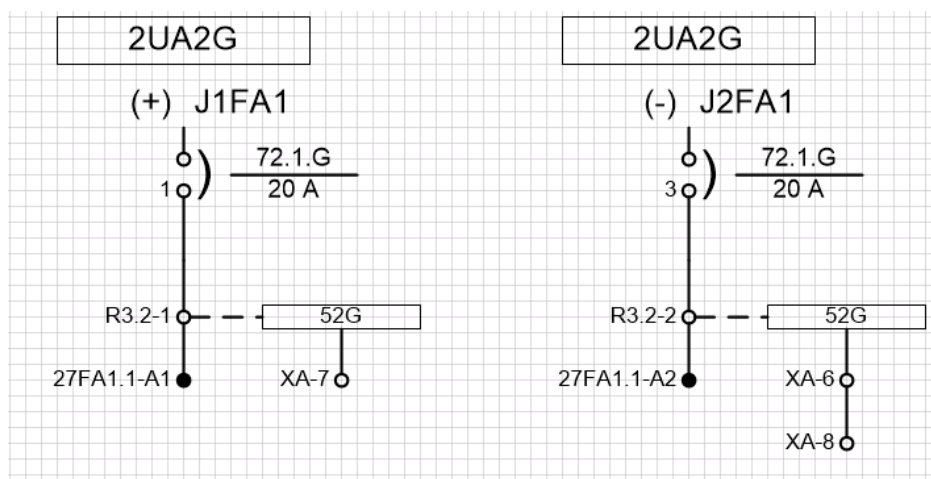 2UA2G
(+) J1FA1
72.1.G
1
20 A
R3.2-1
52G
27FA1.1-A1
XA-7
2UA2G
(-) J2FA1
72.1.G
3
20 A
R3.2-2
52G
27FA1.1-A2
XA-6
XA-8